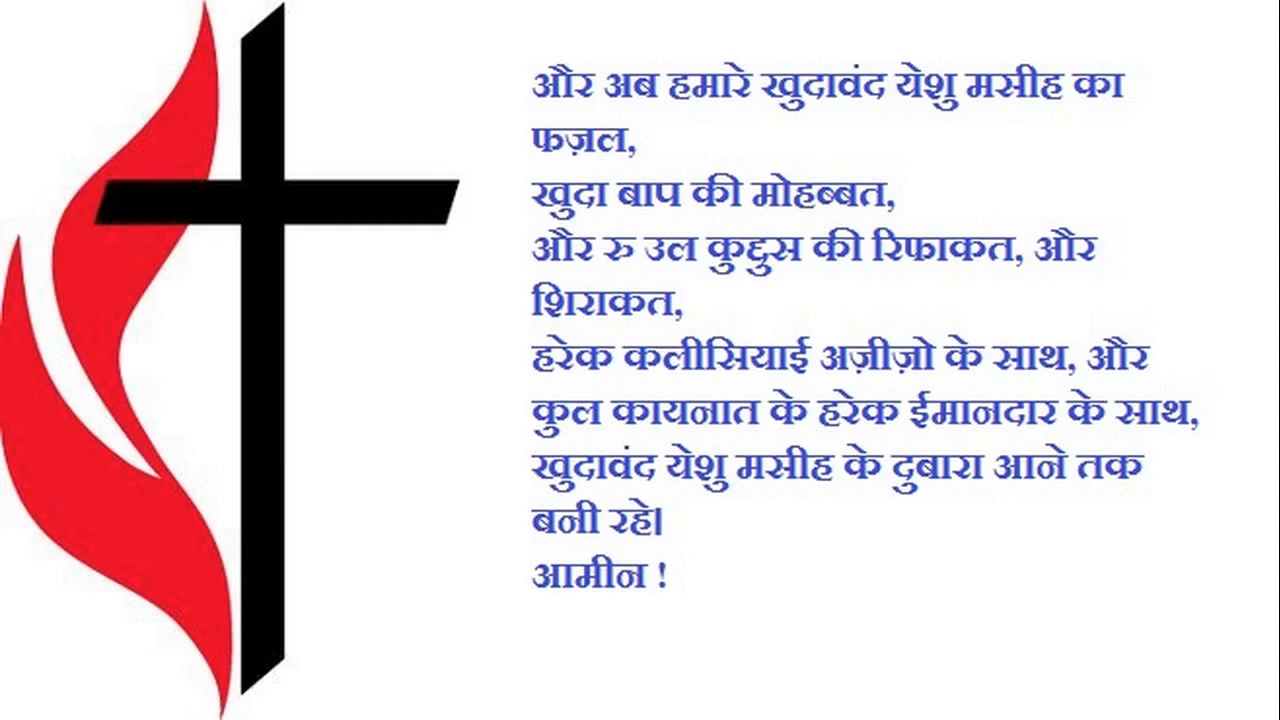 और अब हमारे खुदावंद येशु मसीह का
फज़ल,
खुदा बाप की मोहब्बत,
और रु उल कुद्दुस की रिफाकत, और
शिराकत,
हरेक कलीसियाई अज़ीज़ो के साथ, और
कुल कायनात के हरेक ईमानदार के साथ,
खुदावंद येशु मसीह के दुबारा आने तक
बनी रहे।
आमीन !